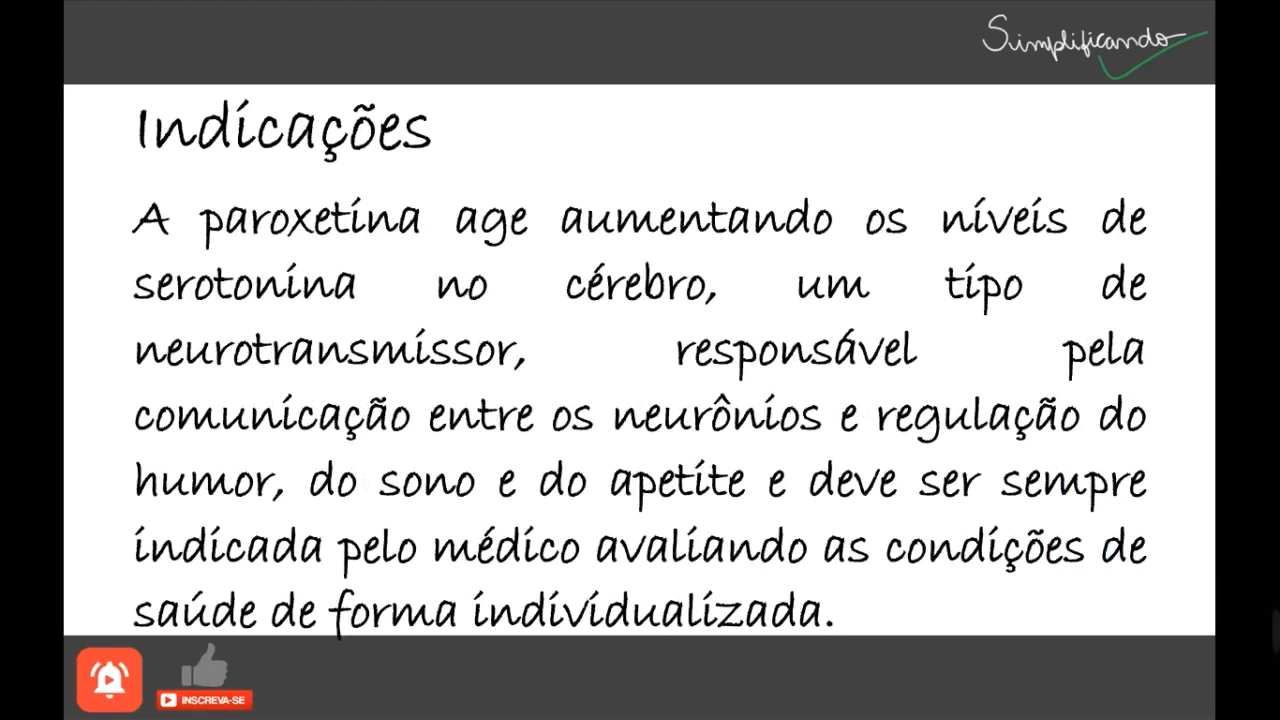 Simplificando
Indicações
A paroxetina age aumentando os níveis de
serotonina no cérebro, um tipo de
neurotransmissor, responsável pela
comunicação entre os neurônios e regulação do
humor, do sono e do apetite e deve ser sempre
indicada pelo médico avaliando as condições de
saúde de forma individualizada.
INSCREVA-SE